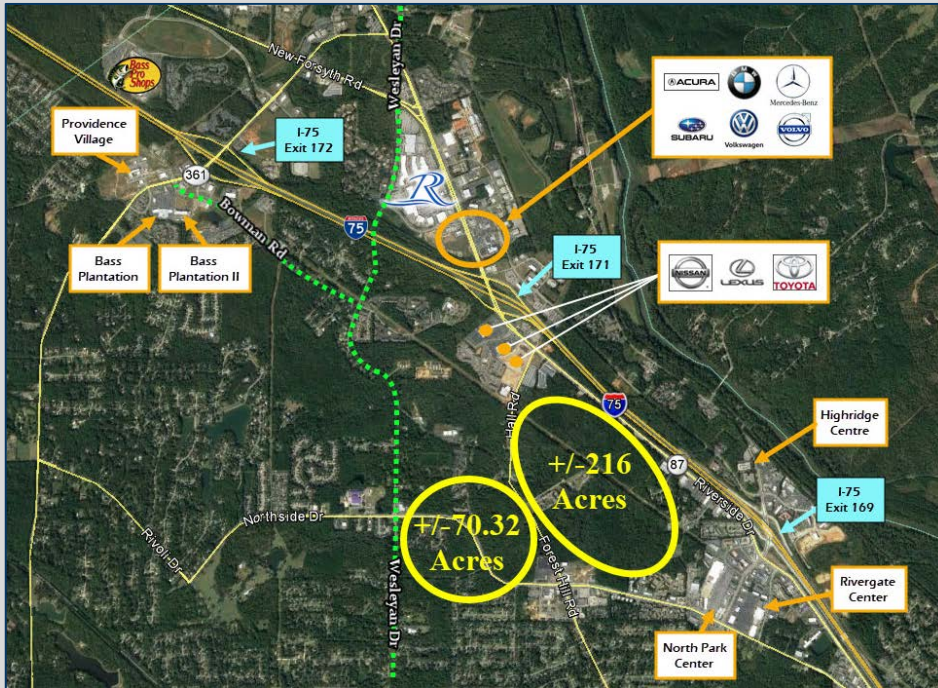 Bass
Pro
Shops
New Forsyth Rd
Wesleyan Dr
ACURA
Mercedes-Benz
SUBARU
Volkswagen
VOLVO
Providence
Village
I-75
Exit 172
361
Bowman Rd
R
75
Bass
Plantation
Bass
Plantation II
I-75
Exit 171
NISSAN
LEXUS
TOYOTA
Hall Rd
75
Highridge
Centre
+/-216
Acres
87
Riverside Dr
I-75
Exit 169
Northside Dr
+/-70.32
Acres
Rivoli Dr
Wesleyan Dr
Forest Hill Rd
Rivergate
Center
North Park
Center